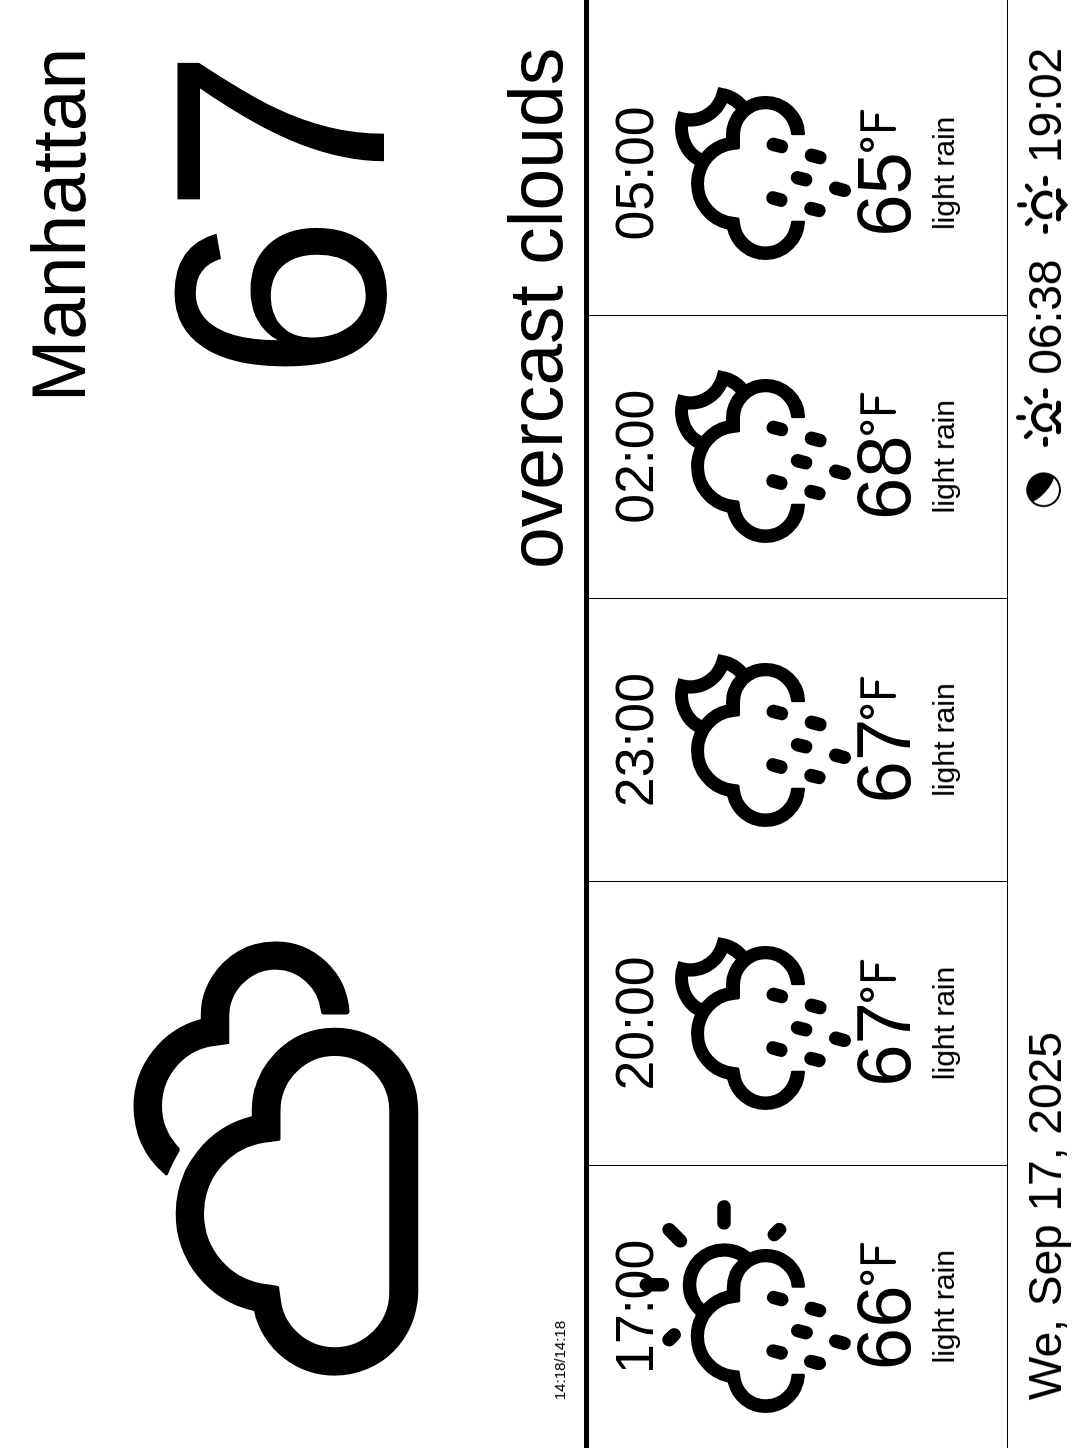 Manhattan
67
overcast clouds
14:18/14:18
17:00
66°F
light rain
20:00
67°F
light rain
23:00
67°F
light rain
02:00
68°F
light rain
05:00
65°F
light rain
We, Sep 17, 2025
06:38
19:02